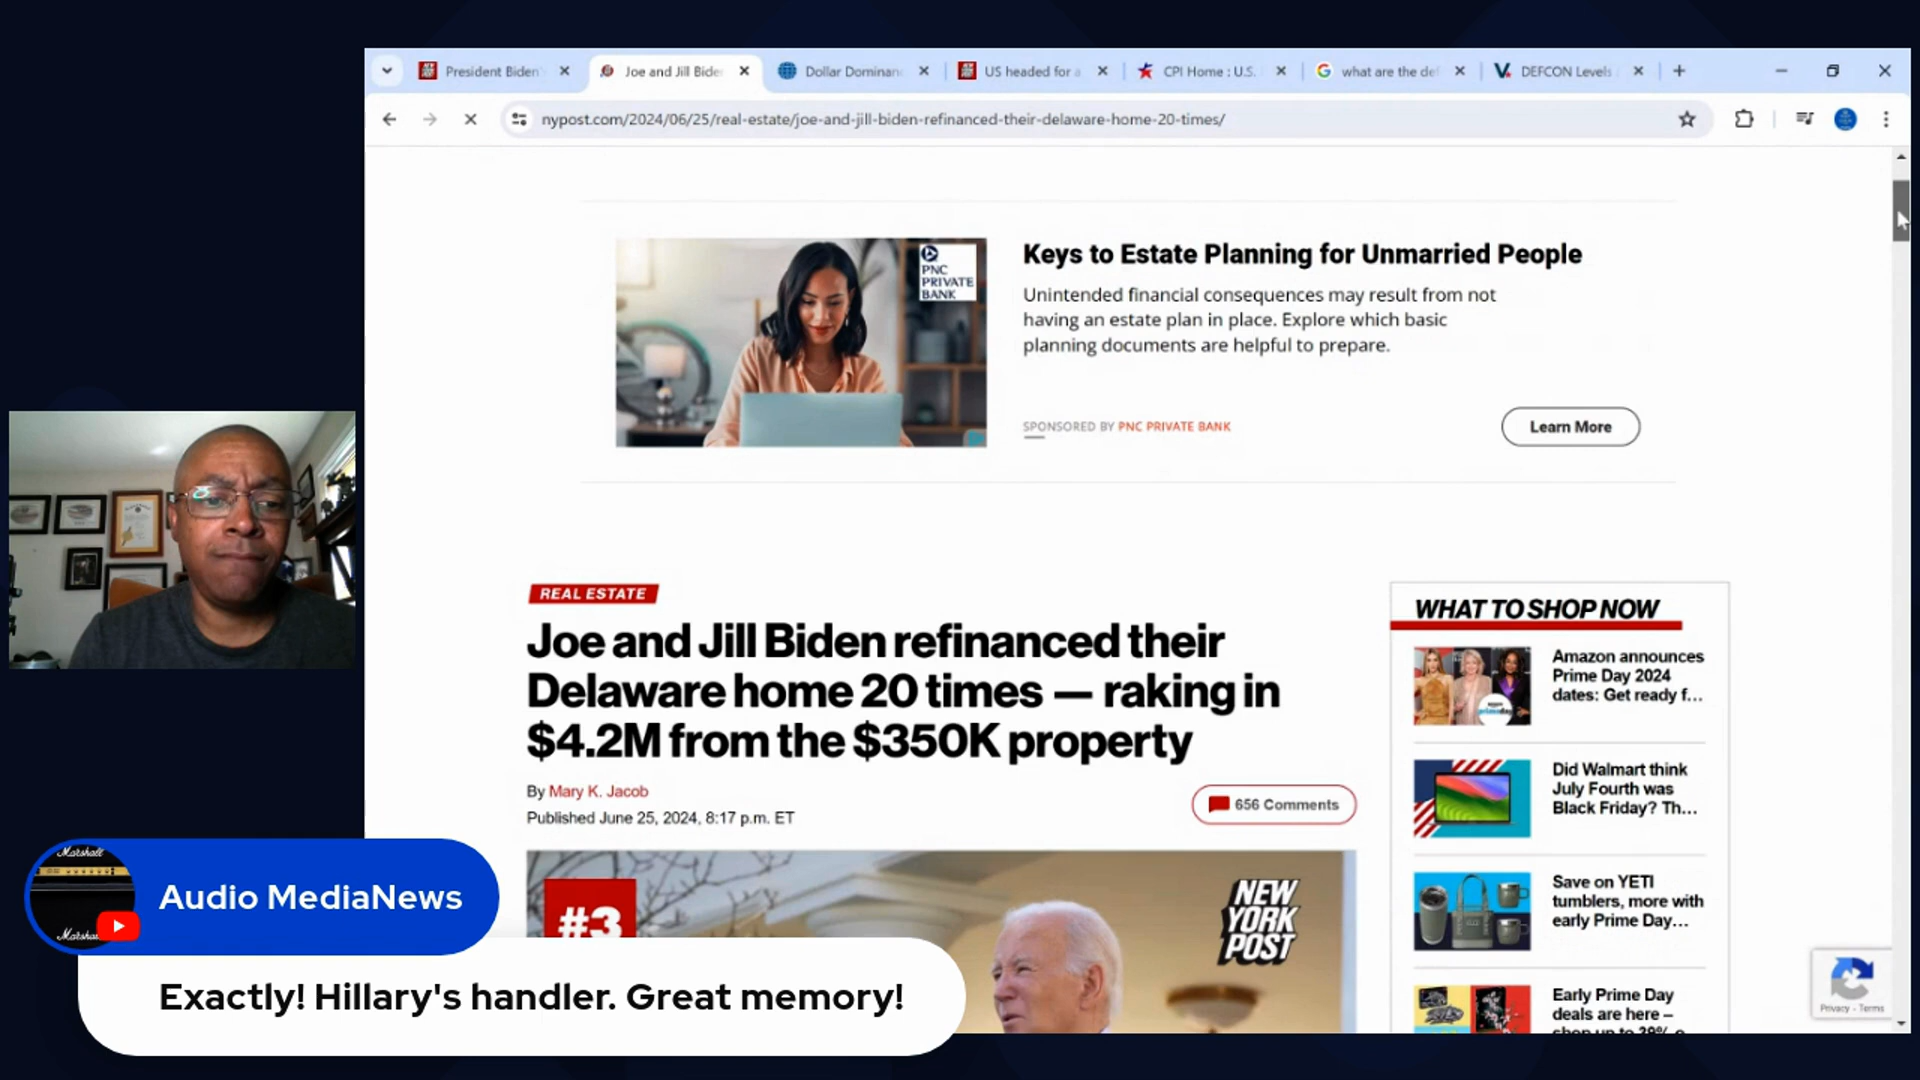 President Biden'
Joe and Jill Bide
Dollar Dominanc
US headed for a
CPI Home : U.S.
what are the def
DEFCON Levels
nypost.com/2024/06/25/real-estate/joe-and-jill-biden-refinanced-their-delaware-home-20-times/
PNC
PRIVATE
BANK
Keys to Estate Planning for Unmarried People
Unintended financial consequences may result from not
having an estate plan in place. Explore which basic
planning documents are helpful to prepare.
SPONSORED BY PNC PRIVATE BANK
Learn More
REAL ESTATE
Joe and Jill Biden refinanced their
Delaware home 20 times — raking in
$4.2M from the $350K property
By Mary K. Jacob
Published June 25, 2024, 8:17 p.m. ET
656 Comments
#3
NEW
YORK
POST
WHAT TO SHOP NOW
Amazon announces
Prime Day 2024
dates: Get ready f...
Did Walmart think
July Fourth was
Black Friday? Th...
Save on YETI
tumblers, more with
early Prime Day...
Early Prime Day
deals are here –
shop up to 39% o
Privacy - Terms
Marshall
Audio MediaNews
Exactly! Hillary's handler. Great memory!